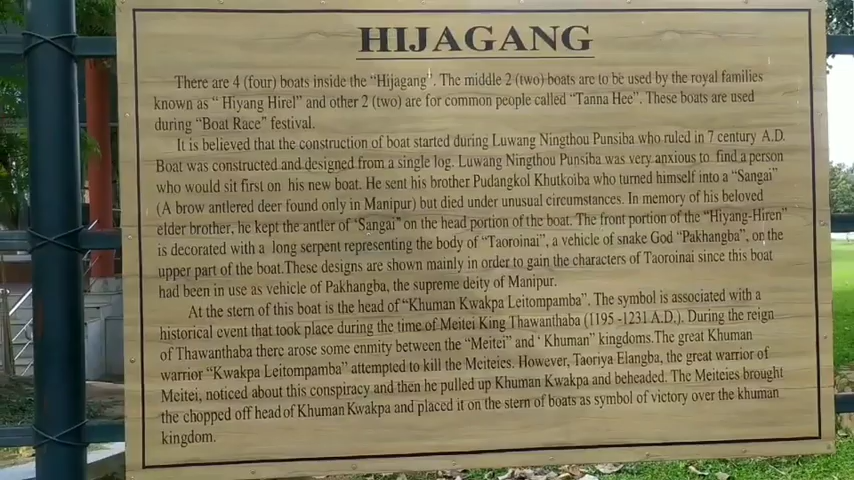 HIJAGANG
There are 4 (four) boats inside the "Hijagang". The middle 2 (two) boats are to be used by the Royal families
known as "Hiyang Hirel" and other 2(two) are for common people called "Tanna Hee". These boats are used
during "Boat Race" festival.
It is believed that the construction of boat started during Luwang Ningthou Punsiba who ruled in 7th century A.D.
Boat was constructed and designed from a single log. Luwang Ningthou Punsiba was very anxious to find a person
who would sit first on his new boat. He sent his brother Pudangkol Khutkoiba who turned himself into a "Sangai"
(A brow antlered deer found only in Manipur) but died under unusual circumstances. In memory of his beloved
elder brother, he kept the antler of 'Sangai' on the head portion of the boat. The front portion of the "Hiyang-Hiren"
is decorated with a long serpent representing the body of "Taoroinai", a vehicle of snake God "Pakhangba", on the
upper part of the boat. These designs are shown mainly in order to gain the characters of Taoroinai since this boat
had been in use as vehicle of Pakhangba, the supreme deity of Manipur.
At the stern of this boat is the head of "Khuman Kwakpa Leitompamba". The symbol is associated with
historical event that took place during the time of Meitei King Thawanthaba (1195 -1231 A.D.). During the reign
of Thawanthaba there arose some enmity between the "Meitei" and 'Khuman" kingdoms. The great Khuman
warrior "Kwakpa Leitompamba" attempted to kill the Meiteis. However, Taoriya Elangba, the great warrior of
Meitei, noticed about this conspiracy and then he pulled up Khuman Kwakpa and beheaded. The Meiteis brought
the chopped off head of Khuman Kwakpa and placed it on the stern of boat as symbol of victory over the Khuman
kingdom.